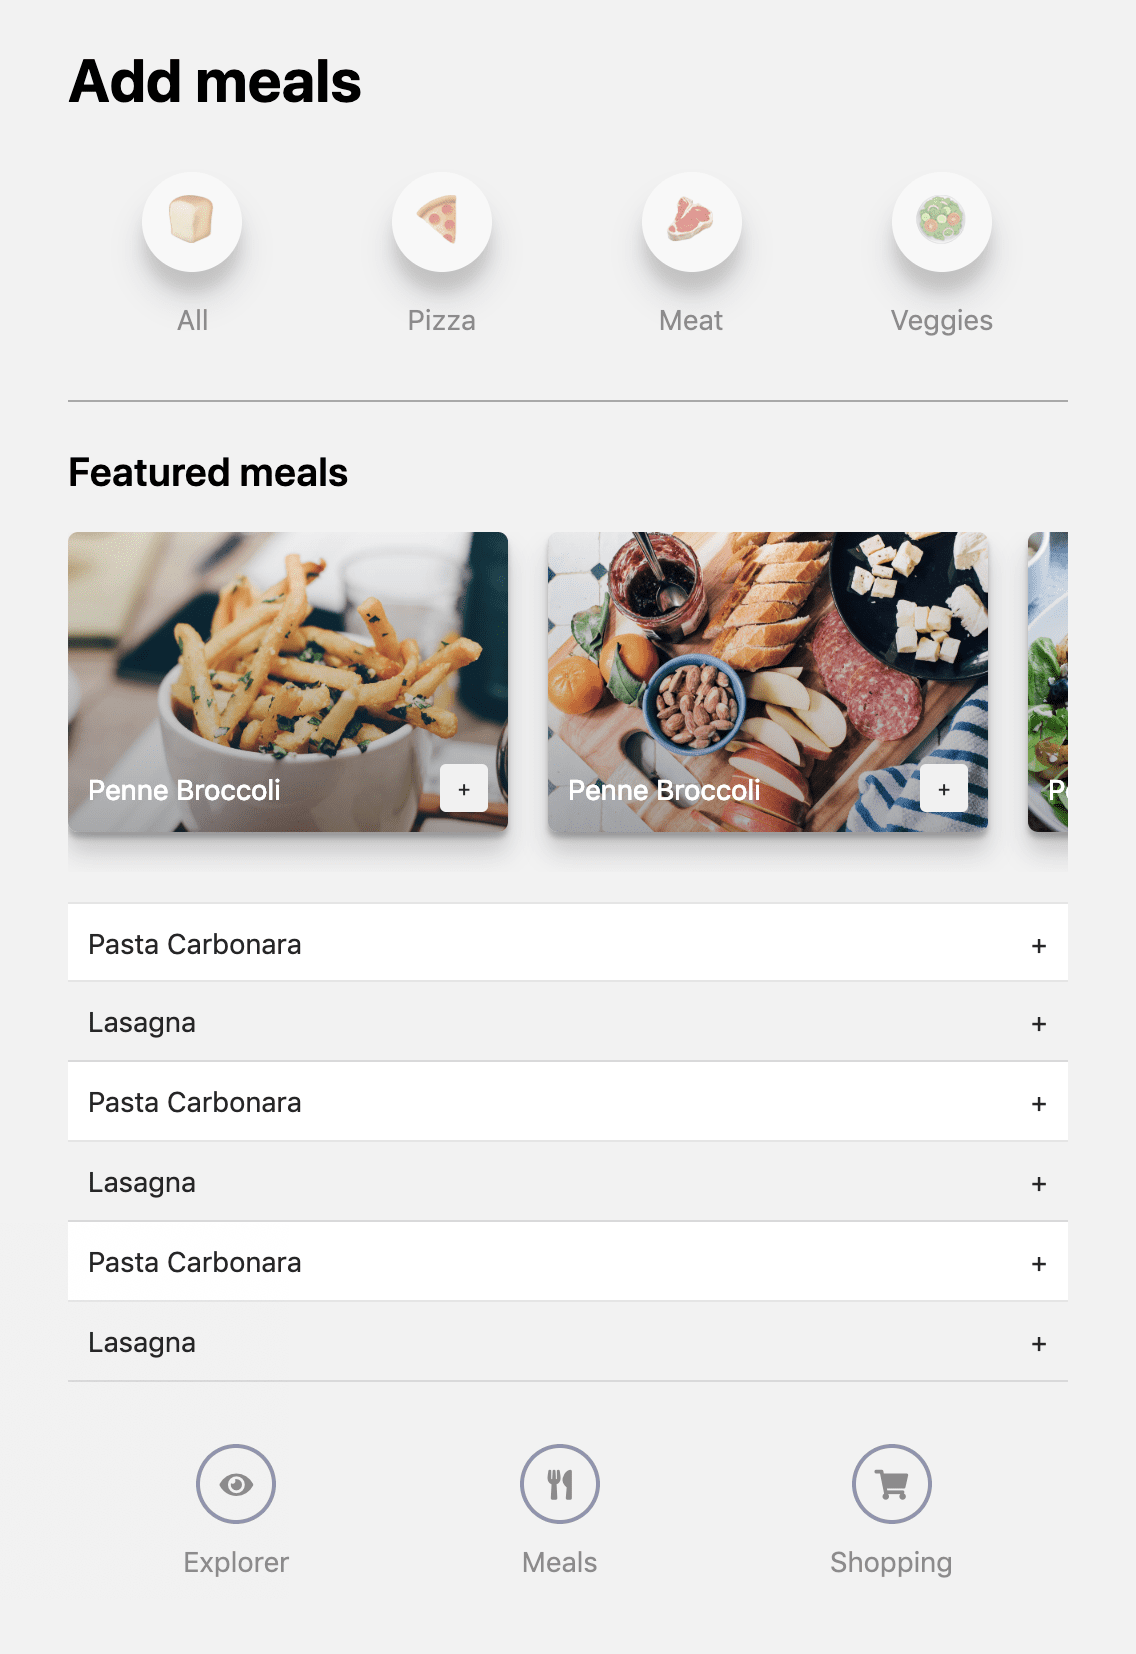 Add meals
All Pizza Meat Veggies
Featured meals
Penne Broccoli + Penne Broccoli +
Pasta Carbonara +
Lasagna +
Pasta Carbonara +
Lasagna +
Pasta Carbonara +
Lasagna +
Explorer Meals Shopping